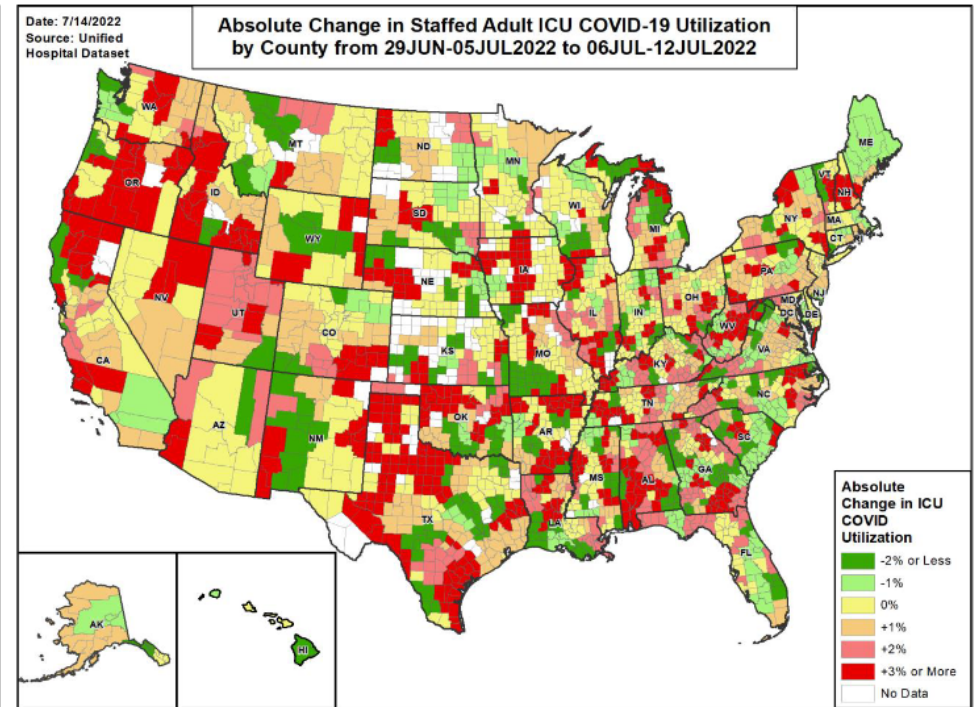 Date: 7/14/2022
Source: Unified
Hospital Dataset
Absolute Change in Staffed Adult ICU COVID-19 Utilization
by County from 29JUN-05JUL2022 to 06JUL-12JUL2022
WA
MT
ND
MN
ME
OR
ID
SD
WI
VT
NH
WY
MI
NY
MA
CT
RI
NE
IA
PA
NJ
NV
UT
CO
IL
IN
OH
MD
DC
DE
WV
VA
CA
KS
MO
KY
NC
AZ
NM
OK
AR
TN
SC
MS
AL
GA
TX
LA
FL
AK
HI
Absolute
Change in ICU
COVID
Utilization
-2% or Less
-1%
0%
+1%
+2%
+3% or More
No Data